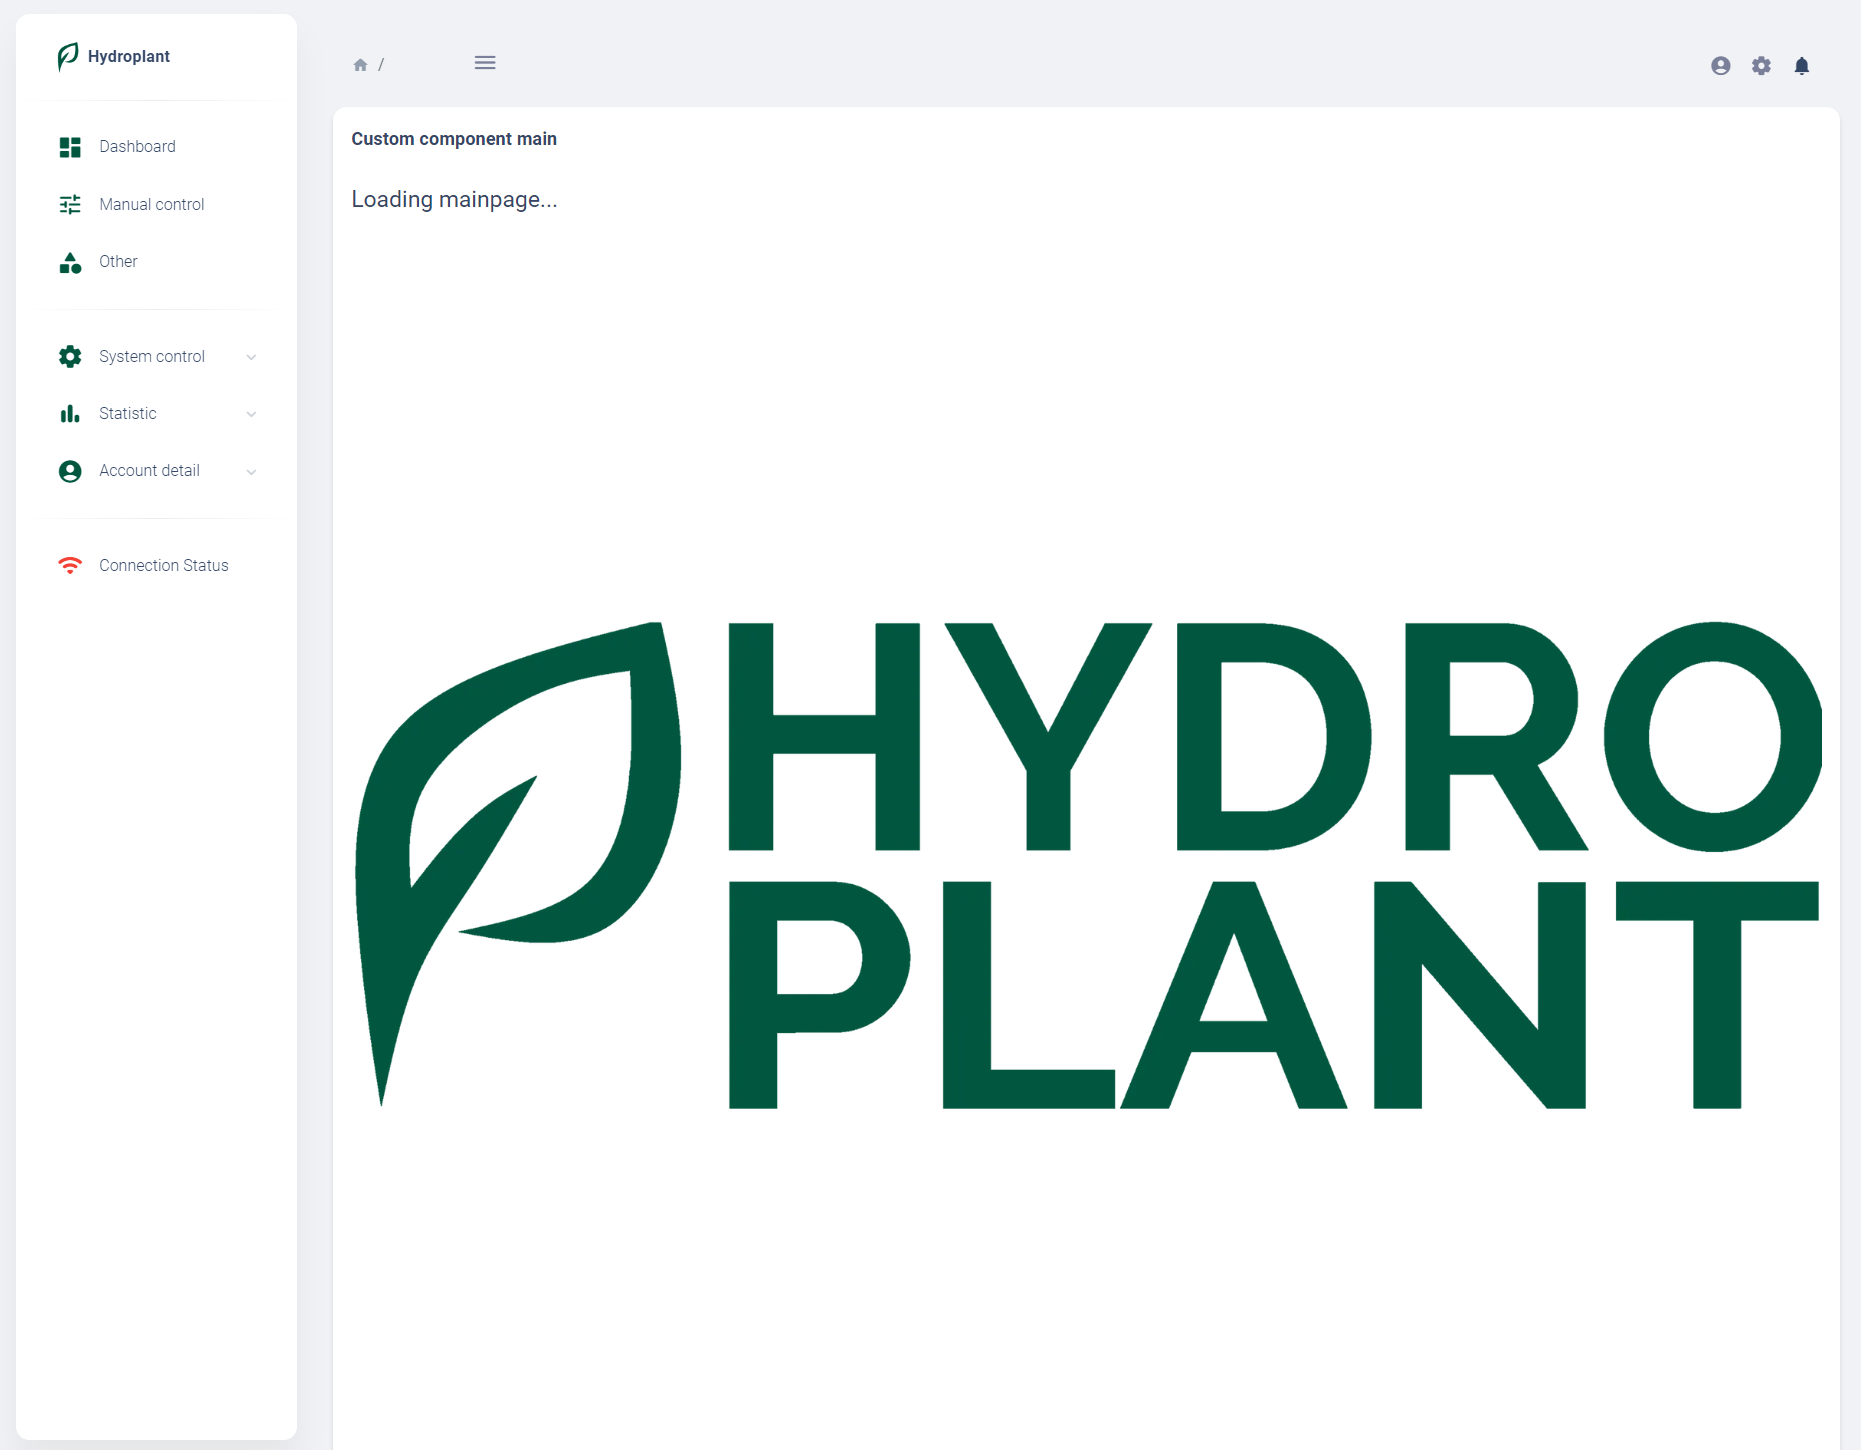 Hydroplant
/
Dashboard
Manual control
Other
System control
Statistic
Account detail
Connection Status
Custom component main
Loading mainpage...
HYDRO
PLANT